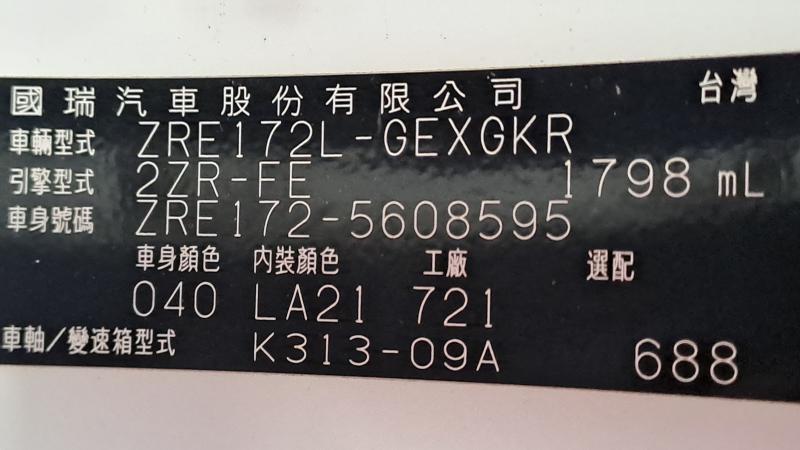 國瑞汽車股份有限公司 台灣
車輛型式 ZRE172L-GEXGKR
引擎型式 2ZR-FE 1798 mL
車身號碼 ZRE172-5608595
車身顏色 內裝顏色 工廠 選配
040 LA21 721
車軸/變速箱型式 K313-09A 688